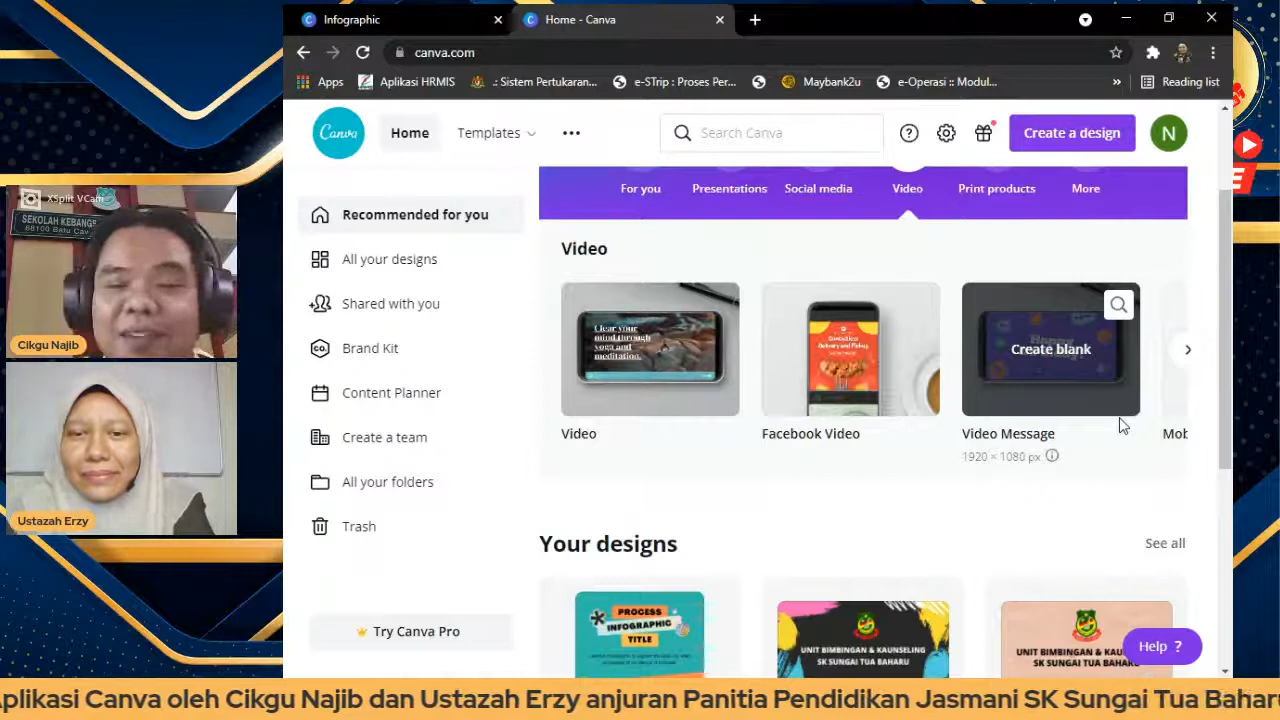 Infographic
Home - Canva
canva.com
Apps
Aplikasi HRMIS
.: Sistem Pertukaran...
e-STrip : Proses Per...
Maybank2u
e-Operasi :: Modul...
»
Reading list
Canva
Home
Templates
Search Canva
Create a design
N
For you
Presentations
Social media
Video
Print products
More
Recommended for you
All your designs
Shared with you
Brand Kit
Content Planner
Create a team
All your folders
Trash
Try Canva Pro
Video
Clear your
mind through
yoga and
meditation.
Create blank
Video
Facebook Video
Video Message
Mob
1920 × 1080 px
Your designs
See all
PROCESS
INFOGRAPHIC
TITLE
UNIT BIMBINGAN & KAUNSELING
SK SUNGAI TUA BAHARU
UNIT BIMBINGAN & KAUNSELING
SK SUNGAI TUA BAHARU
Help ?
XSplit VCam
SEKOLAH KEBANGS
68100 Batu Cav
Cikgu Najib
Ustazah Erzy
plikasi Canva oleh Cikgu Najib dan Ustazah Erzy anjuran Panitia Pendidikan Jasmani SK Sungai Tua Baharu